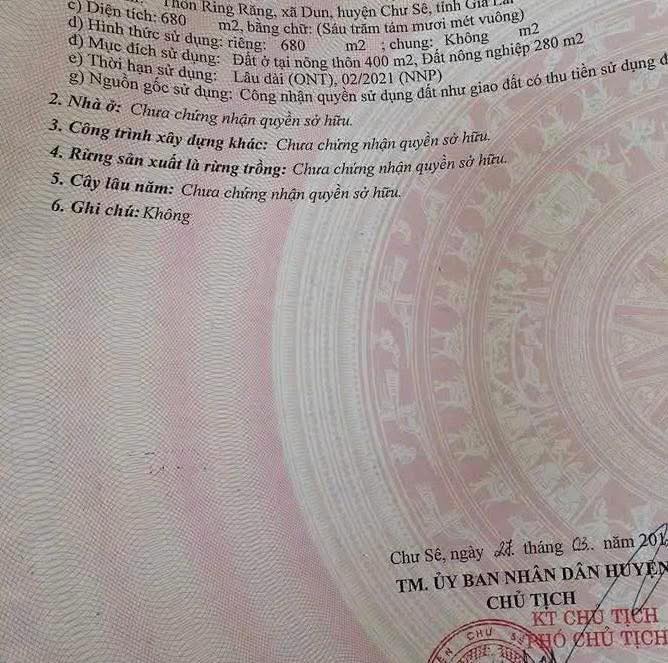 Thôn Ring Răng, xã Dun, huyện Chư Sê, tỉnh Gia Lai
c) Diện tích: 680 m2, bằng chữ: (Sáu trăm tám mươi mét vuông)
d) Hình thức sử dụng: riêng: 680 m2 ; chung: Không m2
đ) Mục đích sử dụng: Đất ở tại nông thôn 400 m2, Đất nông nghiệp 280 m2
e) Thời hạn sử dụng: Lâu dài (ONT), 02/2021 (NNP)
g) Nguồn gốc sử dụng: Công nhận quyền sử dụng đất như giao đất có thu tiền sử dụng đ
2. Nhà ở: Chưa chứng nhận quyền sở hữu.
3. Công trình xây dựng khác: Chưa chứng nhận quyền sở hữu.
4. Rừng sản xuất là rừng trồng: Chưa chứng nhận quyền sở hữu.
5. Cây lâu năm: Chưa chứng nhận quyền sở hữu.
6. Ghi chú: Không
Chư Sê, ngày 27. tháng 03.. năm 201
TM. ỦY BAN NHÂN DÂN HUYỆN
CHỦ TỊCH
KT CHỦ TỊCH
PHÓ CHỦ TỊCH
CHƯ SÊ